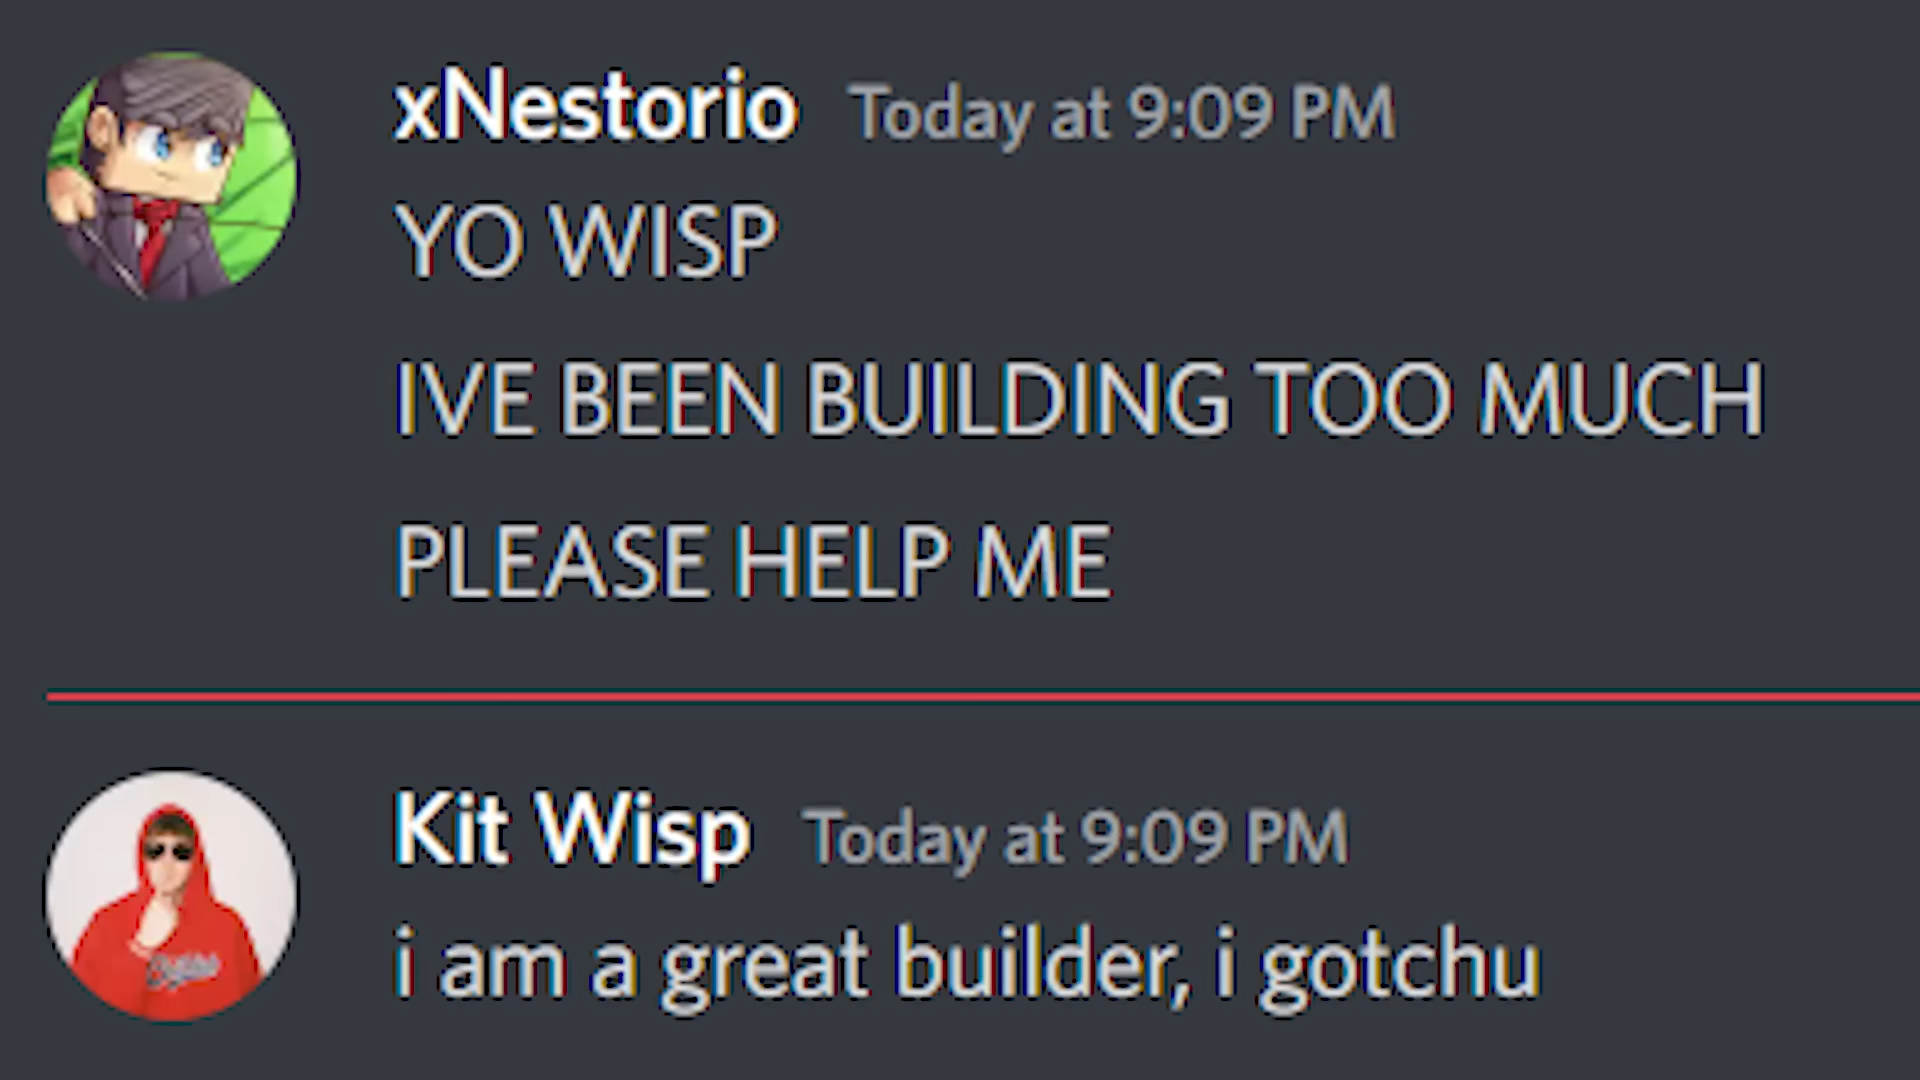 xNestorio Today at 9:09 PM
YO WISP
IVE BEEN BUILDING TOO MUCH
PLEASE HELP ME
Kit Wisp Today at 9:09 PM
i am a great builder, i gotchu